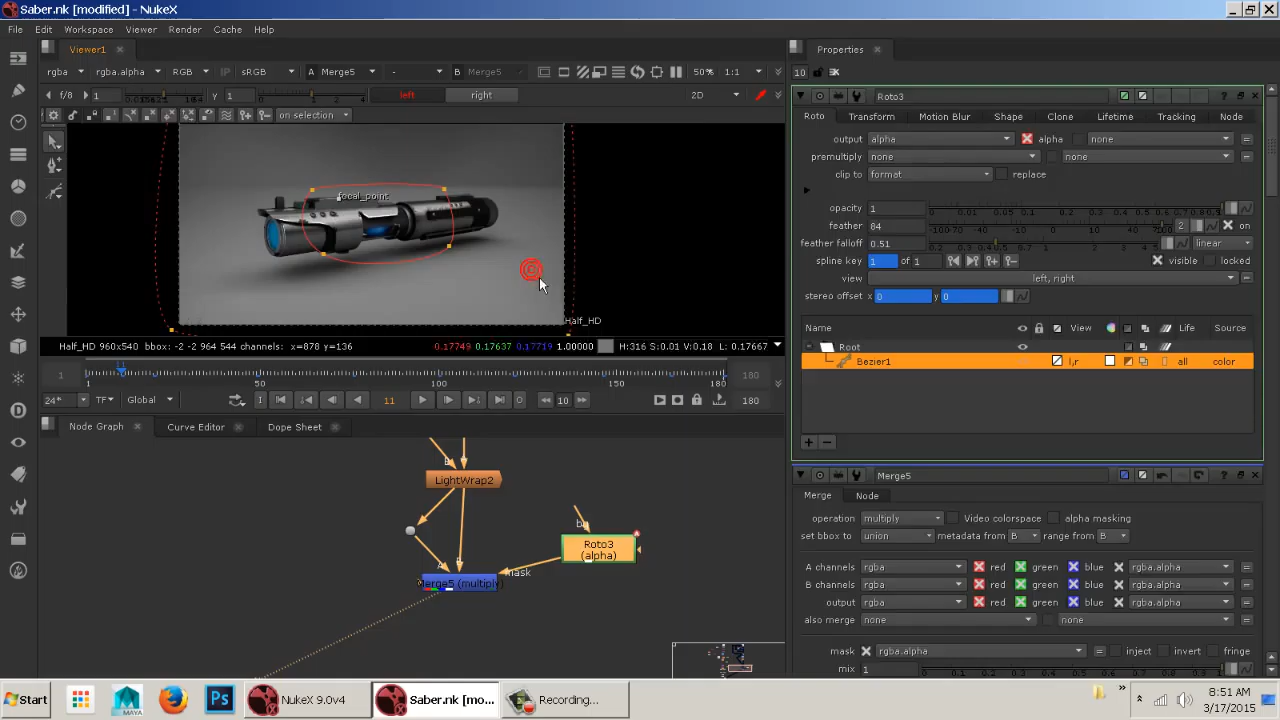 Saber.nk [modified] - NukeX
File Edit Workspace Viewer Render Cache Help
Viewer1
rgba rgba.alpha RGB IP sRGB A Merge5 - B Merge5 50% 1:1
f/8 1 y 1 left right 2D
on selection
focal_point
Half_HD
Half_HD 960x540 bbox: -2 -2 964 544 channels: x=878 y=136 0.17749 0.17637 0.17719 1.00000 H:316 S:0.01 V:0.18 L: 0.17667
1 1 50 100 150 180 180
24* TF Global 11 10 180
Node Graph Curve Editor Dope Sheet
LightWrap2
Roto3
(alpha)
mask
Merge5 (multiply)
Properties
10
Roto3
Roto Transform Motion Blur Shape Clone Lifetime Tracking Node
output alpha alpha none
premultiply none none
clip to format replace
opacity 1
feather 84 2 on
feather falloff 0.51 linear
spline key 1 of 1 visible locked
view left, right
stereo offset x 0 y 0
Name View Life Source
Root
Bezier1 l,r all color
Merge5
Merge Node
operation multiply Video colorspace alpha masking
set bbox to union metadata from B range from B
A channels rgba red green blue rgba.alpha
B channels rgba red green blue rgba.alpha
output rgba red green blue rgba.alpha
also merge none none
mask rgba.alpha inject invert fringe
mix 1
Start MAYA Ps NukeX 9.0v4 Saber.nk [mo... Recording... 8:51 AM
3/17/2015